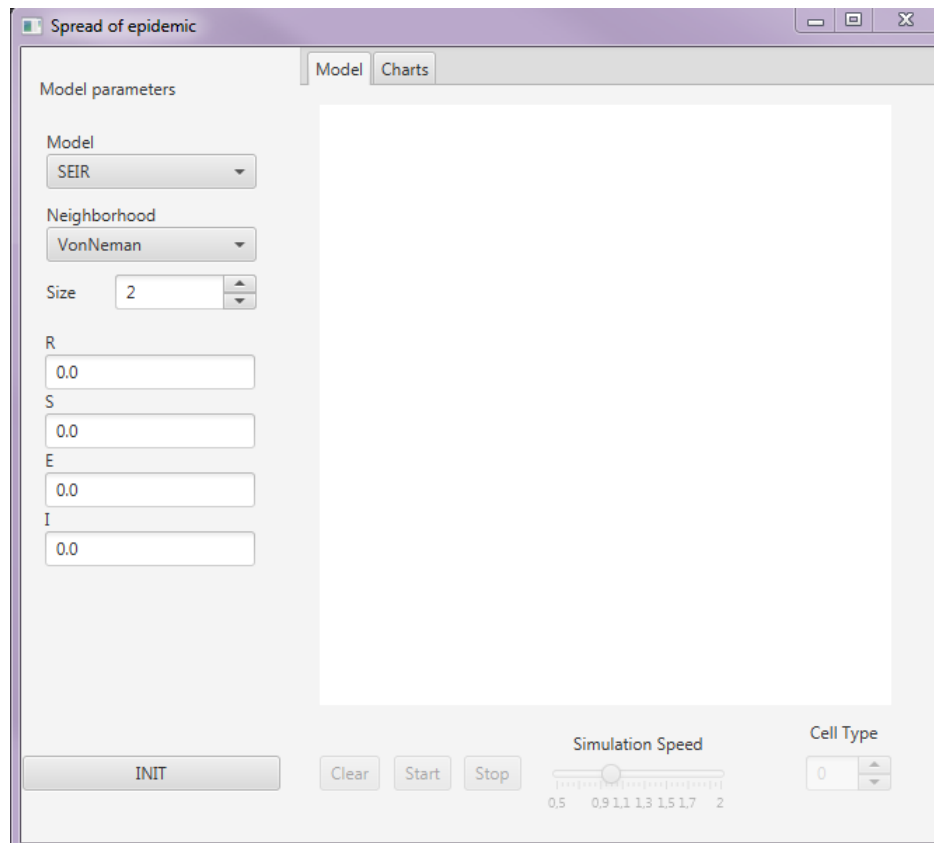 Spread of epidemic
Model parameters
Model
SEIR
Neighborhood
VonNeman
Size 2
R
0.0
S
0.0
E
0.0
I
0.0
INIT
Model Charts
Clear Start Stop
Simulation Speed
0,5 0,9 1,1 1,3 1,5 1,7 2
Cell Type
0